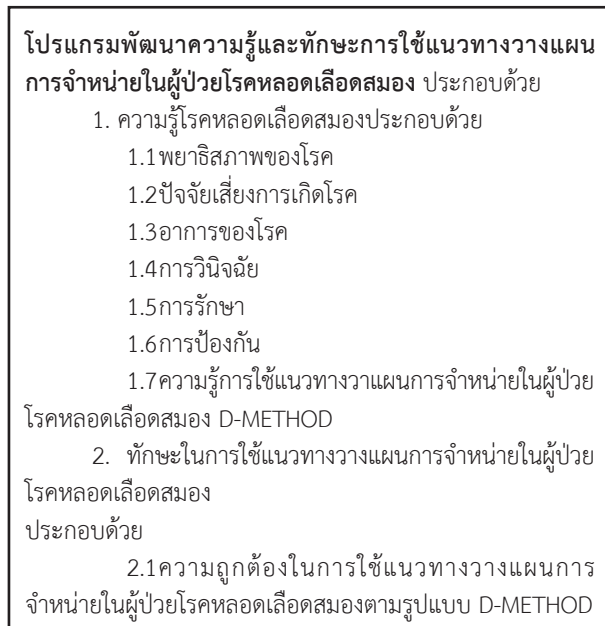 โปรแกรมพัฒนาความรู้และทักษะการใช้แนวทางวางแผน
การจำหน่ายในผู้ป่วยโรคหลอดเลือดสมอง ประกอบด้วย
1. ความรู้โรคหลอดเลือดสมองประกอบด้วย
1.1พยาธิสภาพของโรค
1.2ปัจจัยเสี่ยงการเกิดโรค
1.3อาการของโรค
1.4การวินิจฉัย
1.5การรักษา
1.6การป้องกัน
1.7ความรู้การใช้แนวทางวาแผนการจำหน่ายในผู้ป่วย
โรคหลอดเลือดสมอง D-METHOD
2. ทักษะในการใช้แนวทางวางแผนการจำหน่ายในผู้ป่วย
โรคหลอดเลือดสมอง
ประกอบด้วย
2.1ความถูกต้องในการใช้แนวทางวางแผนการ
จำหน่ายในผู้ป่วยโรคหลอดเลือดสมองตามรูปแบบ D-METHOD